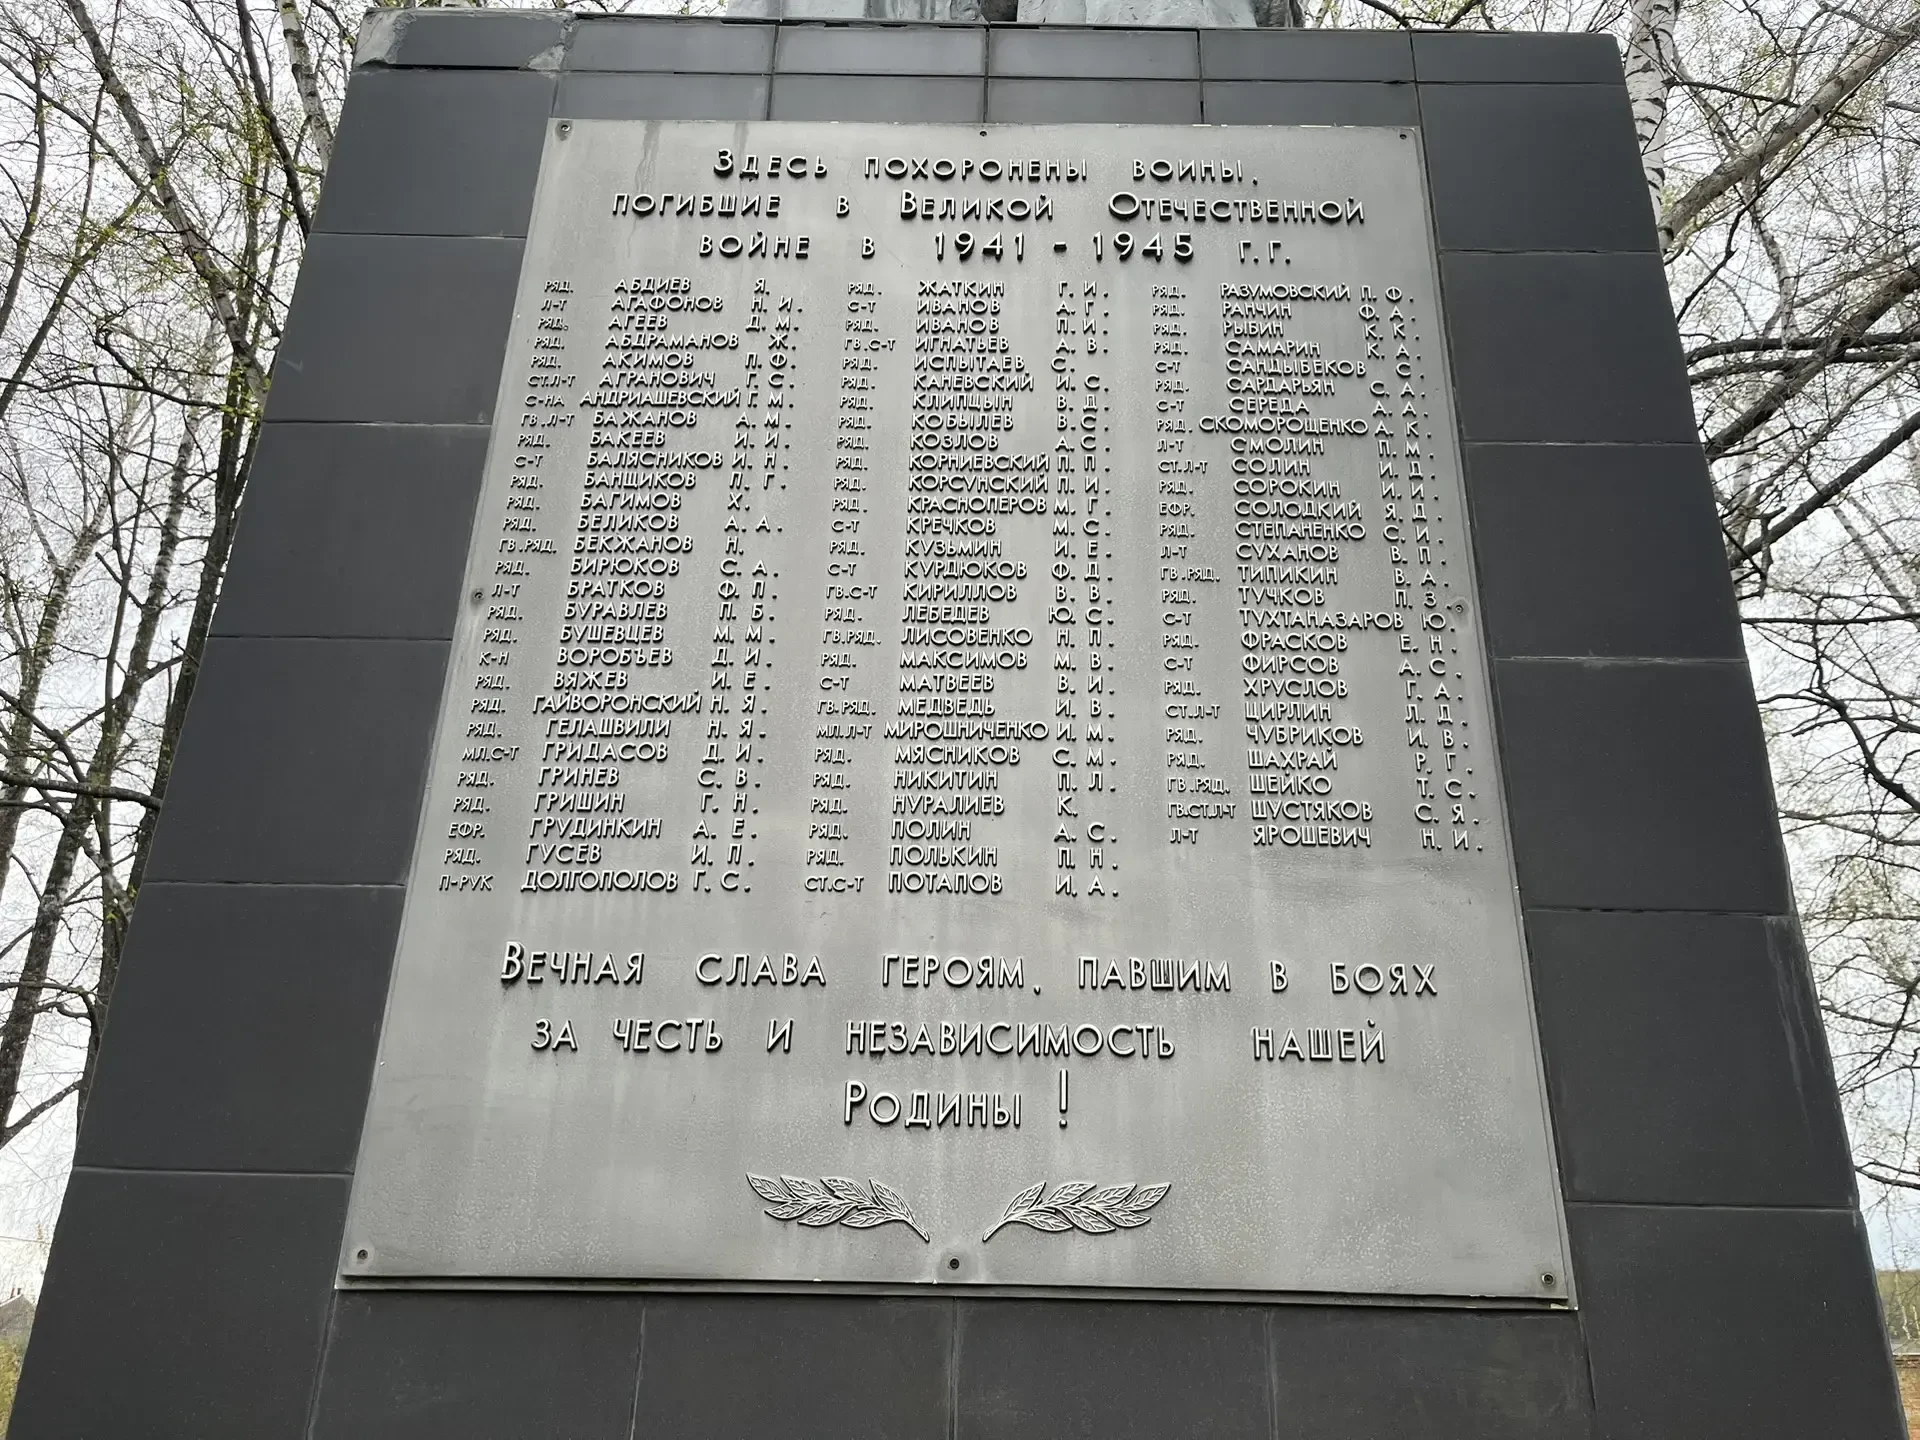 Здесь похоронены воины,
погибшие в Великой Отечественной
войне в 1941 - 1945 г.г.
РЯД. АБДИЕВ Я.
Л-Т АГАФОНОВ Н. И.
РЯД. АГЕЕВ Д. М.
РЯД. АБДРАМАНОВ Ж.
РЯД. АКИМОВ П. Ф.
СТ.Л-Т АГРАНОВИЧ Г. С.
С-НА АНДРИАШЕВСКИЙ Г. М.
ГВ.Л-Т БАЖАНОВ А. М.
РЯД. БАКЕЕВ И. И.
С-Т БАЛЯСНИКОВ И. Н.
РЯД. БАНЩИКОВ П. Г.
РЯД. БАГИМОВ Х.
РЯД. БЕЛИКОВ А. А.
ГВ.РЯД. БЕКЖАНОВ Н.
РЯД. БИРЮКОВ С. А.
Л-Т БРАТКОВ Ф. П.
РЯД. БУРАВЛЕВ П. Б.
РЯД. БУШЕВЦЕВ М. М.
К-Н ВОРОБЪЕВ Д. И.
РЯД. ВЯЖЕВ И. Е.
РЯД. ГАЙВОРОНСКИЙ Н. Я.
РЯД. ГЕЛАШВИЛИ Н. Я.
МЛ.С-Т ГРИДАСОВ Д. И.
РЯД. ГРИНЕВ С. В.
РЯД. ГРИШИН Г. Н.
ЕФР. ГРУДИНКИН А. Е.
РЯД. ГУСЕВ И. П.
П-РУК ДОЛГОПОЛОВ Г. С.
РЯД. ЖАТКИН Г. И.
С-Т ИВАНОВ А. Г.
РЯД. ИВАНОВ П. И.
ГВ.С-Т ИГНАТЬЕВ А. В.
РЯД. ИСПЫТАЕВ С.
РЯД. КАНЕВСКИЙ И. С.
РЯД. КЛИПЦЫН В. Д.
РЯД. КОБЫЛЕВ В. С.
РЯД. КОЗЛОВ А. С.
РЯД. КОРНИЕВСКИЙ П. П.
РЯД. КОРСУНСКИЙ П. И.
РЯД. КРАСНОПЕРОВ М. Г.
С-Т КРЕЧКОВ М. С.
РЯД. КУЗЬМИН И. Е.
С-Т КУРДЮКОВ Ф. Д.
ГВ.С-Т КИРИЛЛОВ В. В.
РЯД. ЛЕБЕДЕВ Ю. С.
ГВ.РЯД. ЛИСОВЕНКО Н. П.
РЯД. МАКСИМОВ М. В.
С-Т МАТВЕЕВ В. И.
ГВ.РЯД. МЕДВЕДЬ И. В.
МЛ.Л-Т МИРОШНИЧЕНКО И. М.
РЯД. МЯСНИКОВ С. М.
РЯД. НИКИТИН П. Л.
РЯД. НУРАЛИЕВ К.
РЯД. ПОЛИН А. С.
РЯД. ПОЛЬКИН П. Н.
СТ.С-Т ПОТАПОВ И. А.
РЯД. РАЗУМОВСКИЙ П. Ф.
РЯД. РАНЧИН Ф. А.
РЯД. РЫБИН К. К.
РЯД. САМАРИН К. А.
С-Т САНДЫБЕКОВ С.
РЯД. САРДАРЬЯН С. А.
С-Т СЕРЕДА А. А.
РЯД. СКОМОРОЩЕНКО А. К.
Л-Т СМОЛИН П. М.
СТ.Л-Т СОЛИН И. Д.
РЯД. СОРОКИН И. И.
ЕФР. СОЛОДКИЙ Я. Д.
РЯД. СТЕПАНЕНКО С. И.
Л-Т СУХАНОВ В. П.
ГВ.РЯД. ТИПИКИН В. А.
РЯД. ТУЧКОВ П. З.
С-Т ТУХТАНАЗАРОВ Ю.
РЯД. ФРАСКОВ Е. Н.
С-Т ФИРСОВ А. С.
РЯД. ХРУСЛОВ Г. А.
СТ.Л-Т ЦИРЛИН Л. Д.
РЯД. ЧУБРИКОВ И. В.
РЯД. ШАХРАЙ Р. Г.
ГВ.РЯД. ШЕЙКО Т. С.
ГВ.СТ.Л-Т ШУСТЯКОВ С. Я.
Л-Т ЯРОШЕВИЧ Н. И.
Вечная слава героям, павшим в боях
за честь и независимость нашей
Родины !